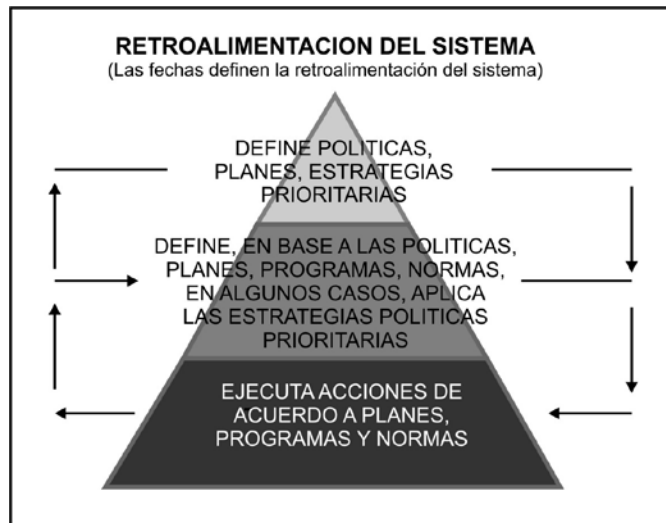 RETROALIMENTACION DEL SISTEMA
(Las fechas definen la retroalimentación del sistema)
DEFINE POLITICAS,
PLANES, ESTRATEGIAS
PRIORITARIAS
DEFINE, EN BASE A LAS POLITICAS,
PLANES, PROGRAMAS, NORMAS,
EN ALGUNOS CASOS, APLICA
LAS ESTRATEGIAS POLITICAS
PRIORITARIAS
EJECUTA ACCIONES DE
ACUERDO A PLANES,
PROGRAMAS Y NORMAS